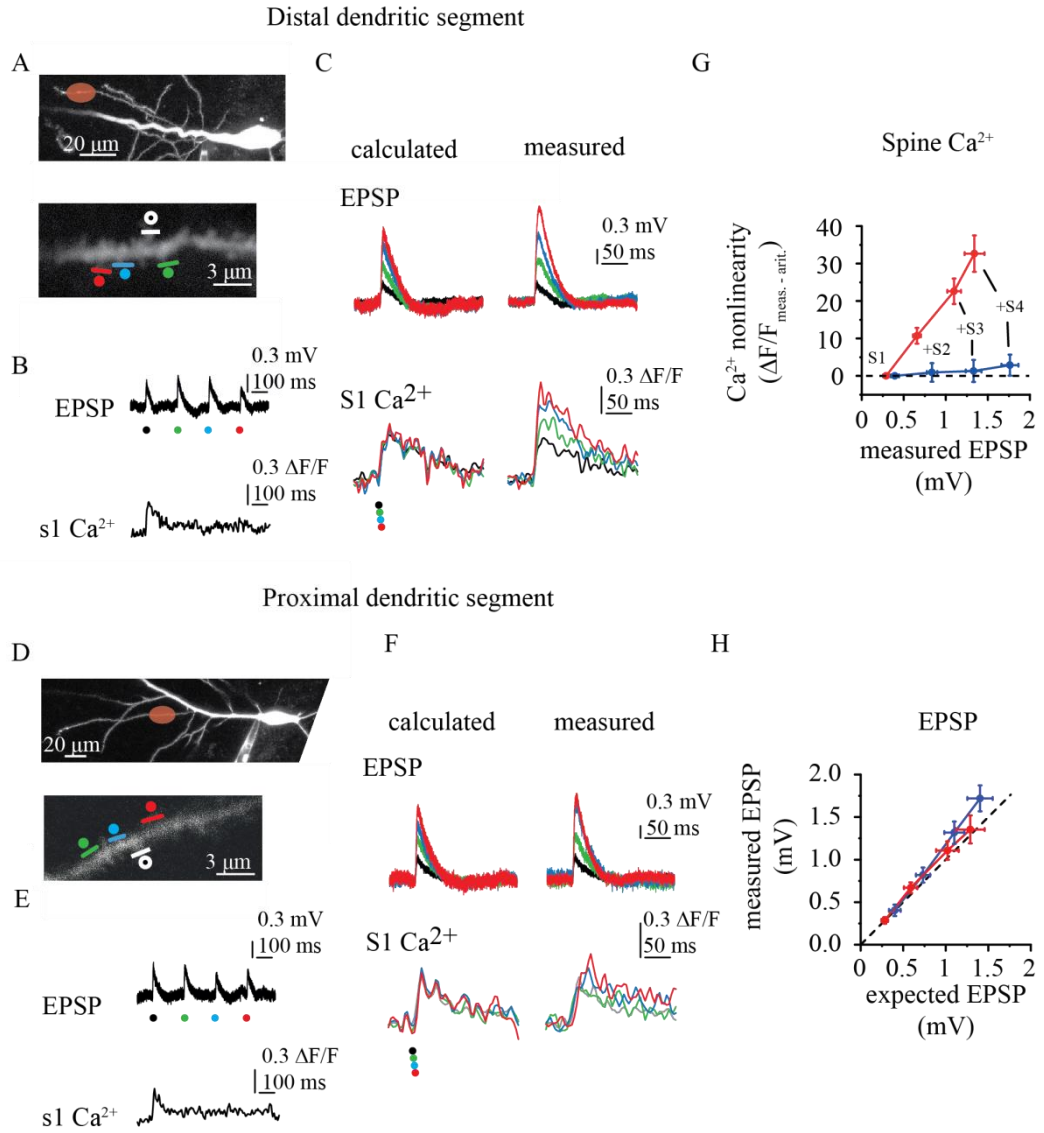 Distal dendritic segment
A
20 μm
3 μm
B
EPSP
0.3 mV
100 ms
0.3 ΔF/F
100 ms
s1 Ca²⁺
C
calculated
measured
EPSP
0.3 mV
50 ms
S1 Ca²⁺
0.3 ΔF/F
50 ms
G
Spine Ca²⁺
Ca²⁺ nonlinearity
(ΔF/F meas. - arit.)
40
30
20
10
0
S1
+S2
+S3
+S4
0
0.5
1
1.5
2
measured EPSP
(mV)
Proximal dendritic segment
D
20 μm
3 μm
E
0.3 mV
100 ms
EPSP
0.3 ΔF/F
100 ms
s1 Ca²⁺
F
calculated
measured
EPSP
0.3 mV
50 ms
S1 Ca²⁺
0.3 ΔF/F
50 ms
H
EPSP
measured EPSP
(mV)
2.0
1.5
1.0
0.5
0.0
0
0.5
1
1.5
2
expected EPSP
(mV)